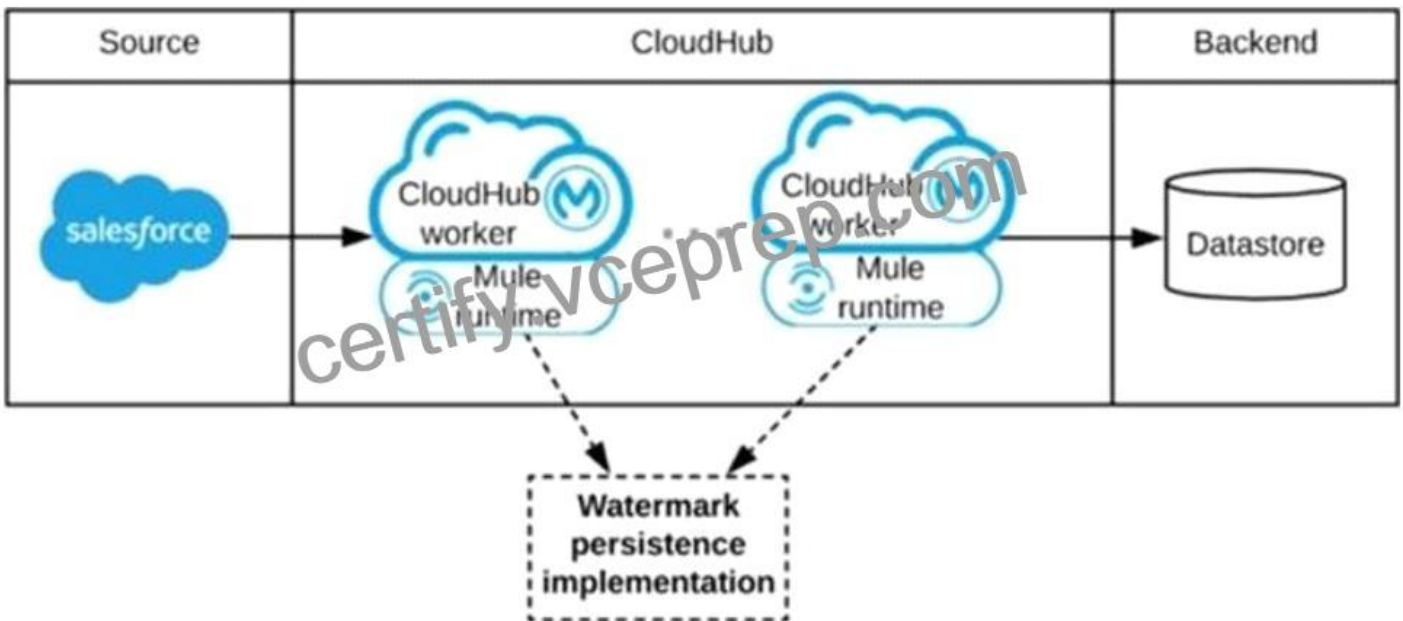 Source
CloudHub
Backend
salesforce
CloudHub
worker
Mule
runtime
CloudHub
worker
Mule
runtime
Datastore
certify.vceprep.com
Watermark
persistence
implementation